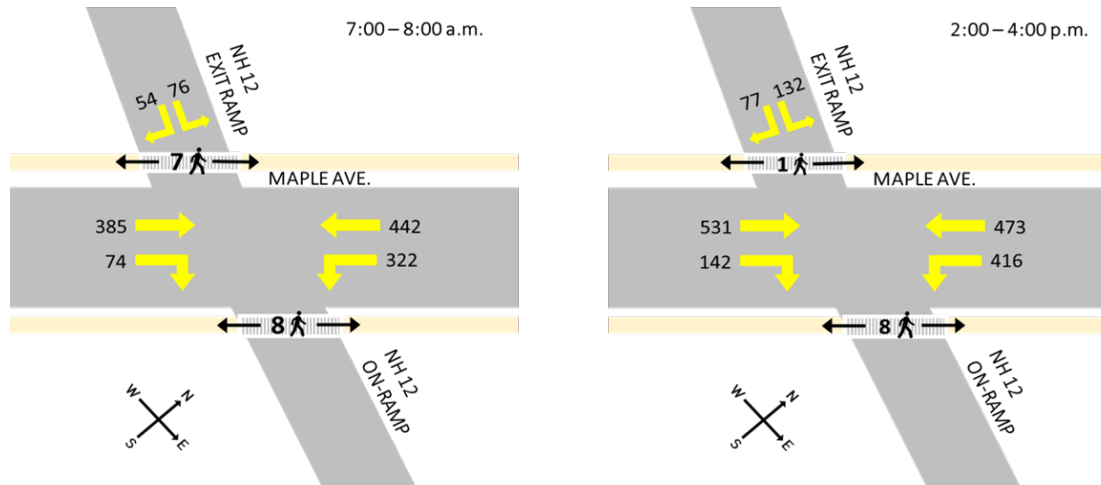 7:00 – 8:00 a.m.
NH 12
EXIT RAMP
54
76
7
MAPLE AVE.
385
442
74
322
8
NH 12
ON-RAMP
W
N
S
E
2:00 – 4:00 p.m.
NH 12
EXIT RAMP
77
132
1
MAPLE AVE.
531
473
142
416
8
NH 12
ON-RAMP
W
N
S
E